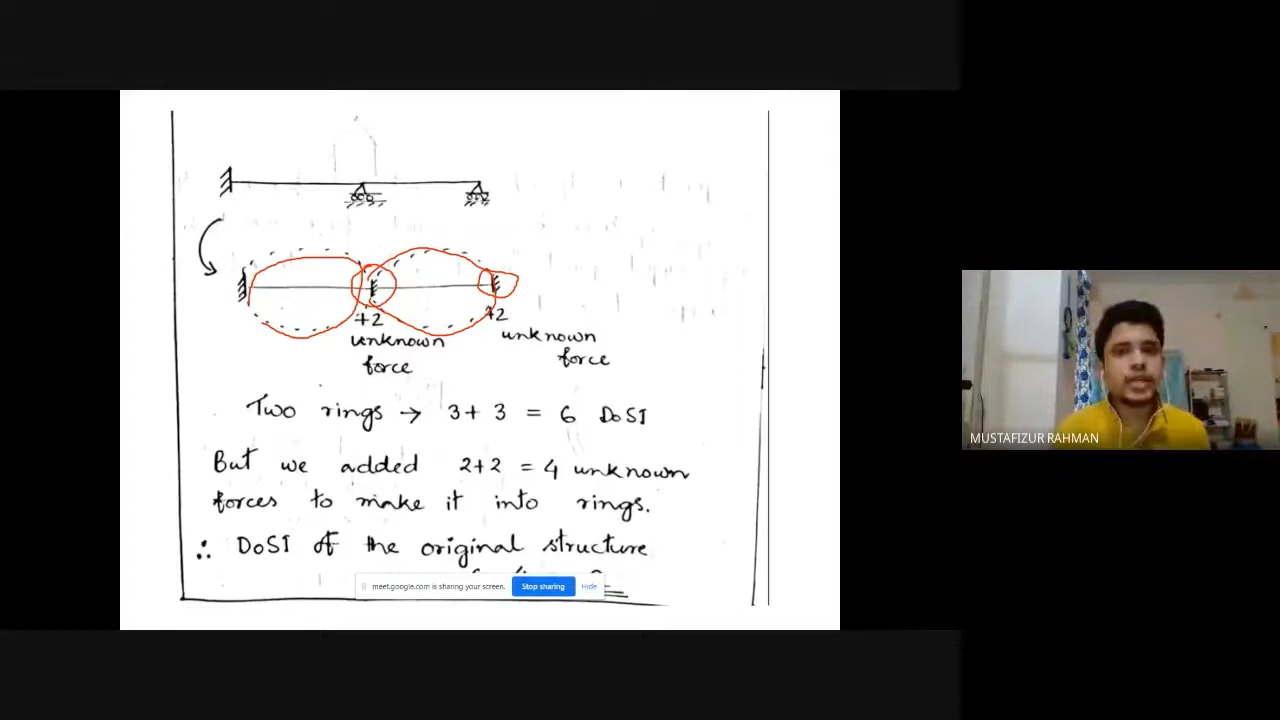 +2
unknown
force
+2
unknown
force
Two rings → 3+3 = 6 DoSI
But we added 2+2 = 4 unknown
forces to make it into rings.
∴ DoSI of the original structure
meet.google.com is sharing your screen. Stop sharing Hide
MUSTAFIZUR RAHMAN